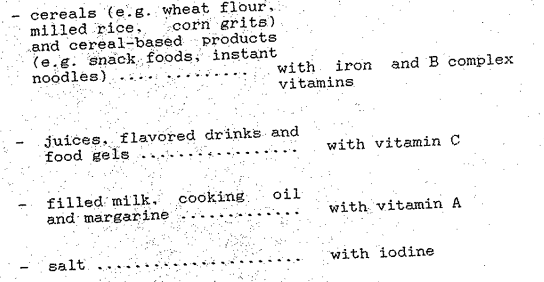 - cereals (e.g. wheat flour,
milled rice, corn grits)
and cereal-based products
(e.g. snack foods, instant
noodles) .... ......... with iron and B complex
vitamins
- juices, flavored drinks and
food gels ................. with vitamin C
- filled milk, cooking oil
and margarine ............. with vitamin A
- salt ...................... with iodine